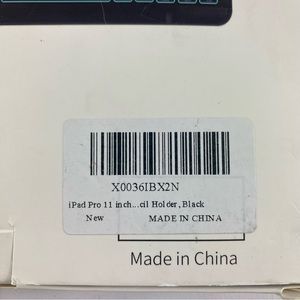 X0036IBX2N
iPad Pro 11 inch...cil Holder, Black
New MADE IN CHINA
Made in China